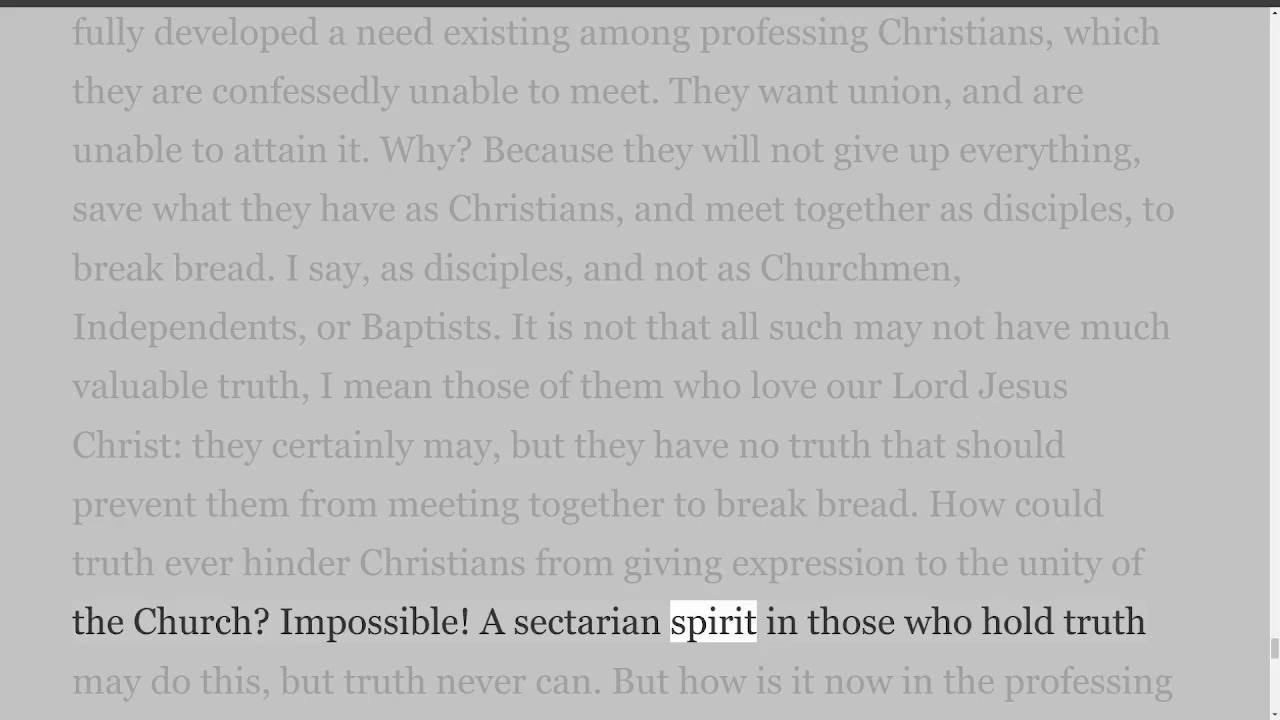 fully developed a need existing among professing Christians, which
they are confessedly unable to meet. They want union, and are
unable to attain it. Why? Because they will not give up everything,
save what they have as Christians, and meet together as disciples, to
break bread. I say, as disciples, and not as Churchmen,
Independents, or Baptists. It is not that all such may not have much
valuable truth, I mean those of them who love our Lord Jesus
Christ: they certainly may, but they have no truth that should
prevent them from meeting together to break bread. How could
truth ever hinder Christians from giving expression to the unity of
the Church? Impossible! A sectarian spirit in those who hold truth
may do this, but truth never can. But how is it now in the professing